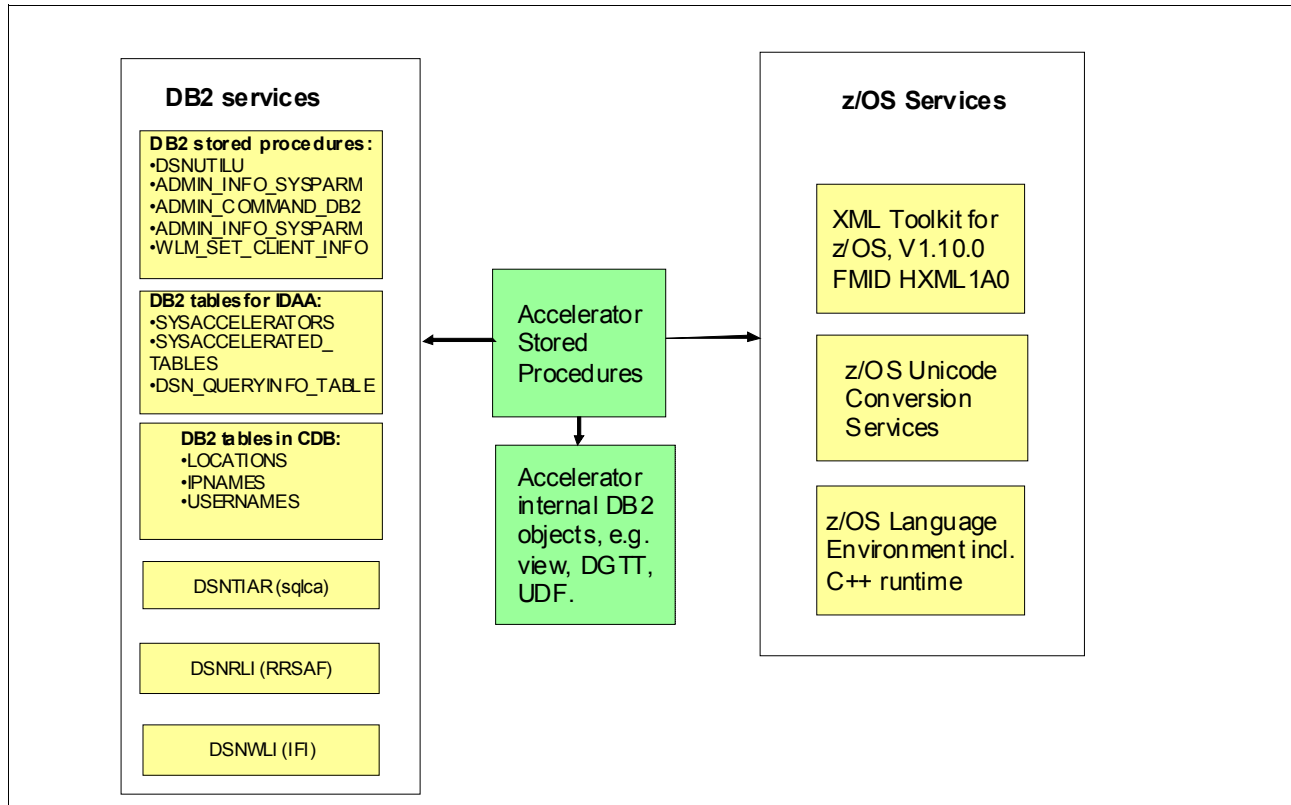 DB2 services
DB2 stored procedures:
•DSNUTILU
•ADMIN_INFO_SYSPARM
•ADMIN_COMMAND_DB2
•ADMIN_INFO_SYSPARM
•WLM_SET_CLIENT_INFO
DB2 tables for IDAA:
•SYSACCELERATORS
•SYSACCELERATED_
TABLES
•DSN_QUERYINFO_TABLE
DB2 tables in CDB:
•LOCATIONS
•IPNAMES
•USERNAMES
DSNTIAR (sqlca)
DSNRLI (RRSAF)
DSNWLI (IFI)
Accelerator
Stored
Procedures
Accelerator
internal DB2
objects, e.g.
view, DGTT,
UDF.
z/OS Services
XML Toolkit for
z/OS, V1.10.0
FMID HXML1A0
z/OS Unicode
Conversion
Services
z/OS Language
Environment incl.
C++ runtime